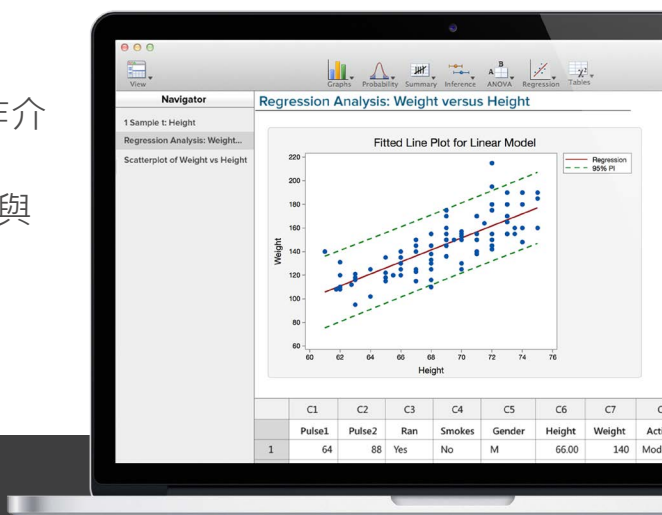 作介
與
View
Graphs Probability Summary Inference ANOVA Regression Tables
Navigator
1 Sample t: Height
Regression Analysis: Weight...
Scatterplot of Weight vs Height
Regression Analysis: Weight versus Height
Fitted Line Plot for Linear Model
Regression
95% PI
Weight
220
200
180
160
140
120
100
80
60
60 62 64 66 68 70 72 74 76
Height
C1 C2 C3 C4 C5 C6 C7
Pulse1 Pulse2 Ran Smokes Gender Height Weight
1 64 88 Yes No M 66.00 140